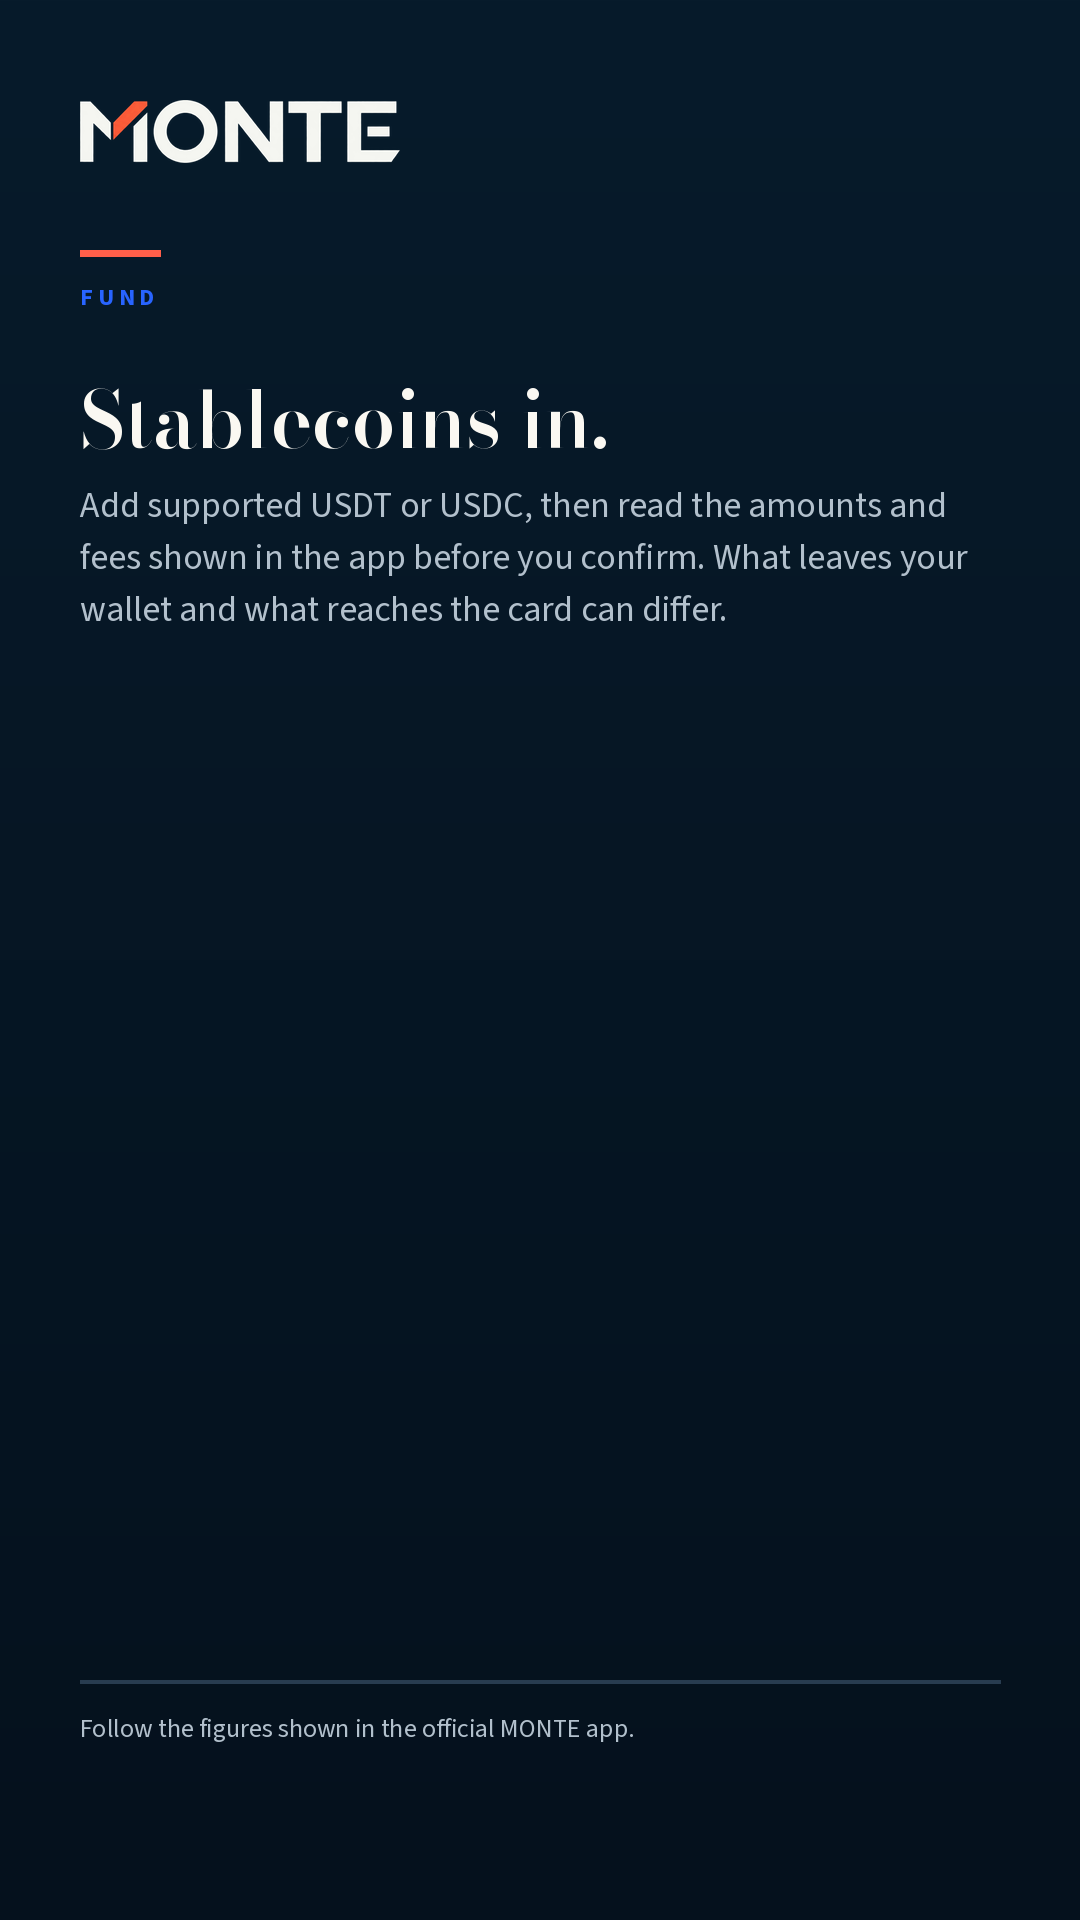 MONTE
FUND
Stablecoins in.
Add supported USDT or USDC, then read the amounts and
fees shown in the app before you confirm. What leaves your
wallet and what reaches the card can differ.
Follow the figures shown in the official MONTE app.